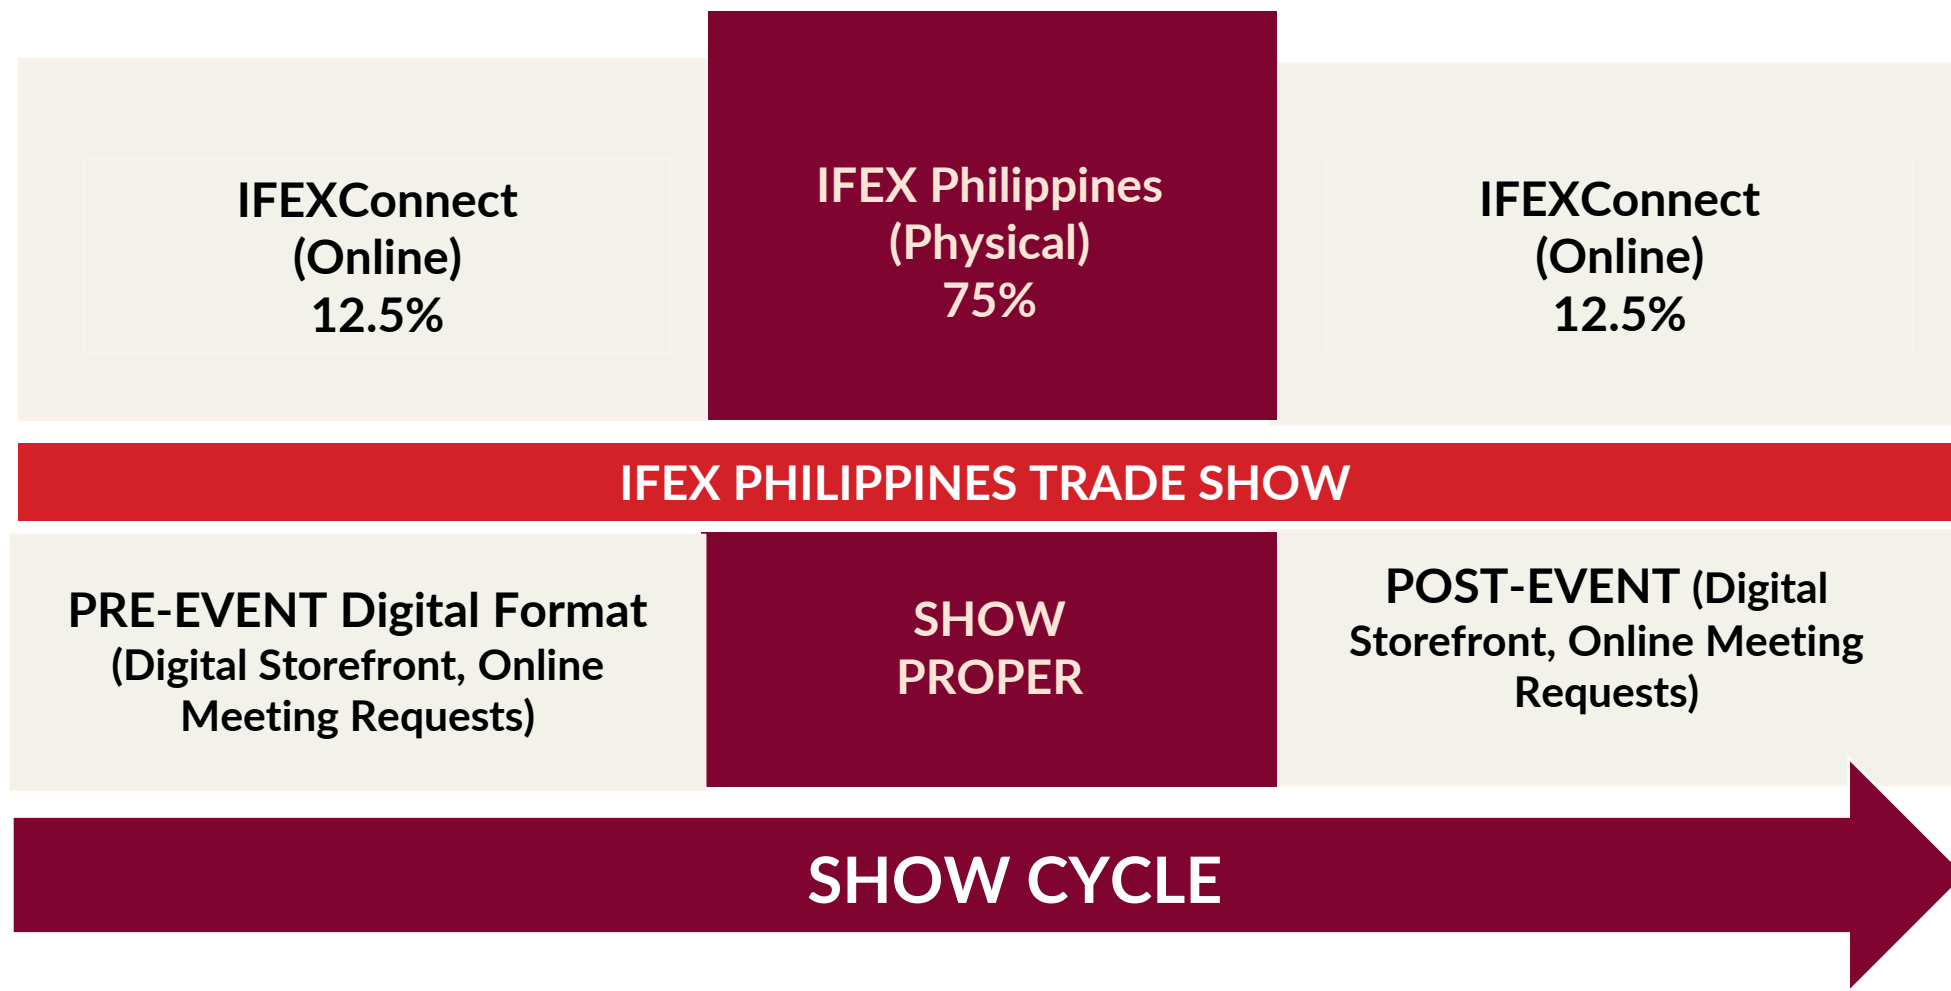 IFEXConnect
(Online)
12.5%
IFEX Philippines
(Physical)
75%
IFEXConnect
(Online)
12.5%
IFEX PHILIPPINES TRADE SHOW
PRE-EVENT Digital Format
(Digital Storefront, Online
Meeting Requests)
SHOW
PROPER
POST-EVENT (Digital
Storefront, Online Meeting
Requests)
SHOW CYCLE